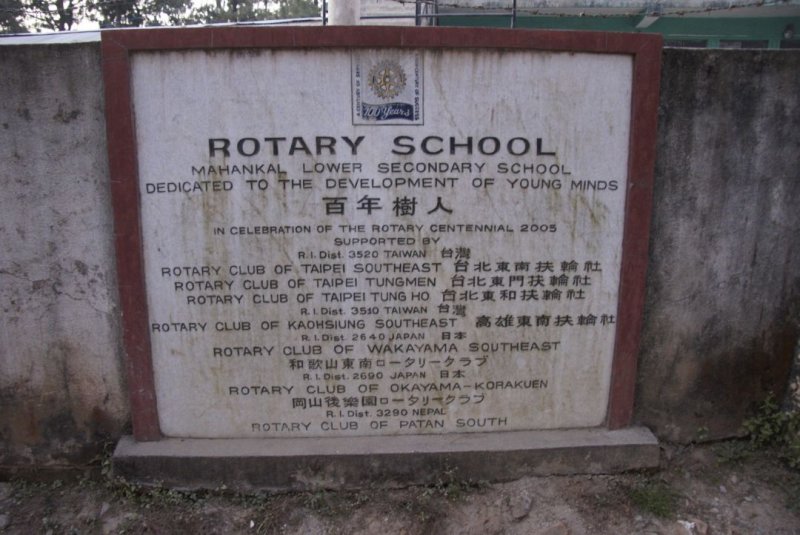 100 Years
ROTARY SCHOOL
MAHANKAL LOWER SECONDARY SCHOOL
DEDICATED TO THE DEVELOPMENT OF YOUNG MINDS
百年樹人
IN CELEBRATION OF THE ROTARY CENTENNIAL 2005
SUPPORTED BY
R.I. Dist. 3520 TAIWAN 台灣
ROTARY CLUB OF TAIPEI SOUTHEAST 台北東南扶輪社
ROTARY CLUB OF TAIPEI TUNGMEN 台北東門扶輪社
ROTARY CLUB OF TAIPEI TUNG HO 台北東和扶輪社
R.I. Dist. 3510 TAIWAN 台灣
ROTARY CLUB OF KAOHSIUNG SOUTHEAST 高雄東南扶輪社
R.I. Dist. 2640 JAPAN 日本
ROTARY CLUB OF WAKAYAMA SOUTHEAST
和歌山東南ロータリークラブ
R.I. Dist. 2690 JAPAN 日本
ROTARY CLUB OF OKAYAMA-KORAKUEN
岡山後樂園ロータリークラブ
R.I. Dist. 3290 NEPAL
ROTARY CLUB OF PATAN SOUTH